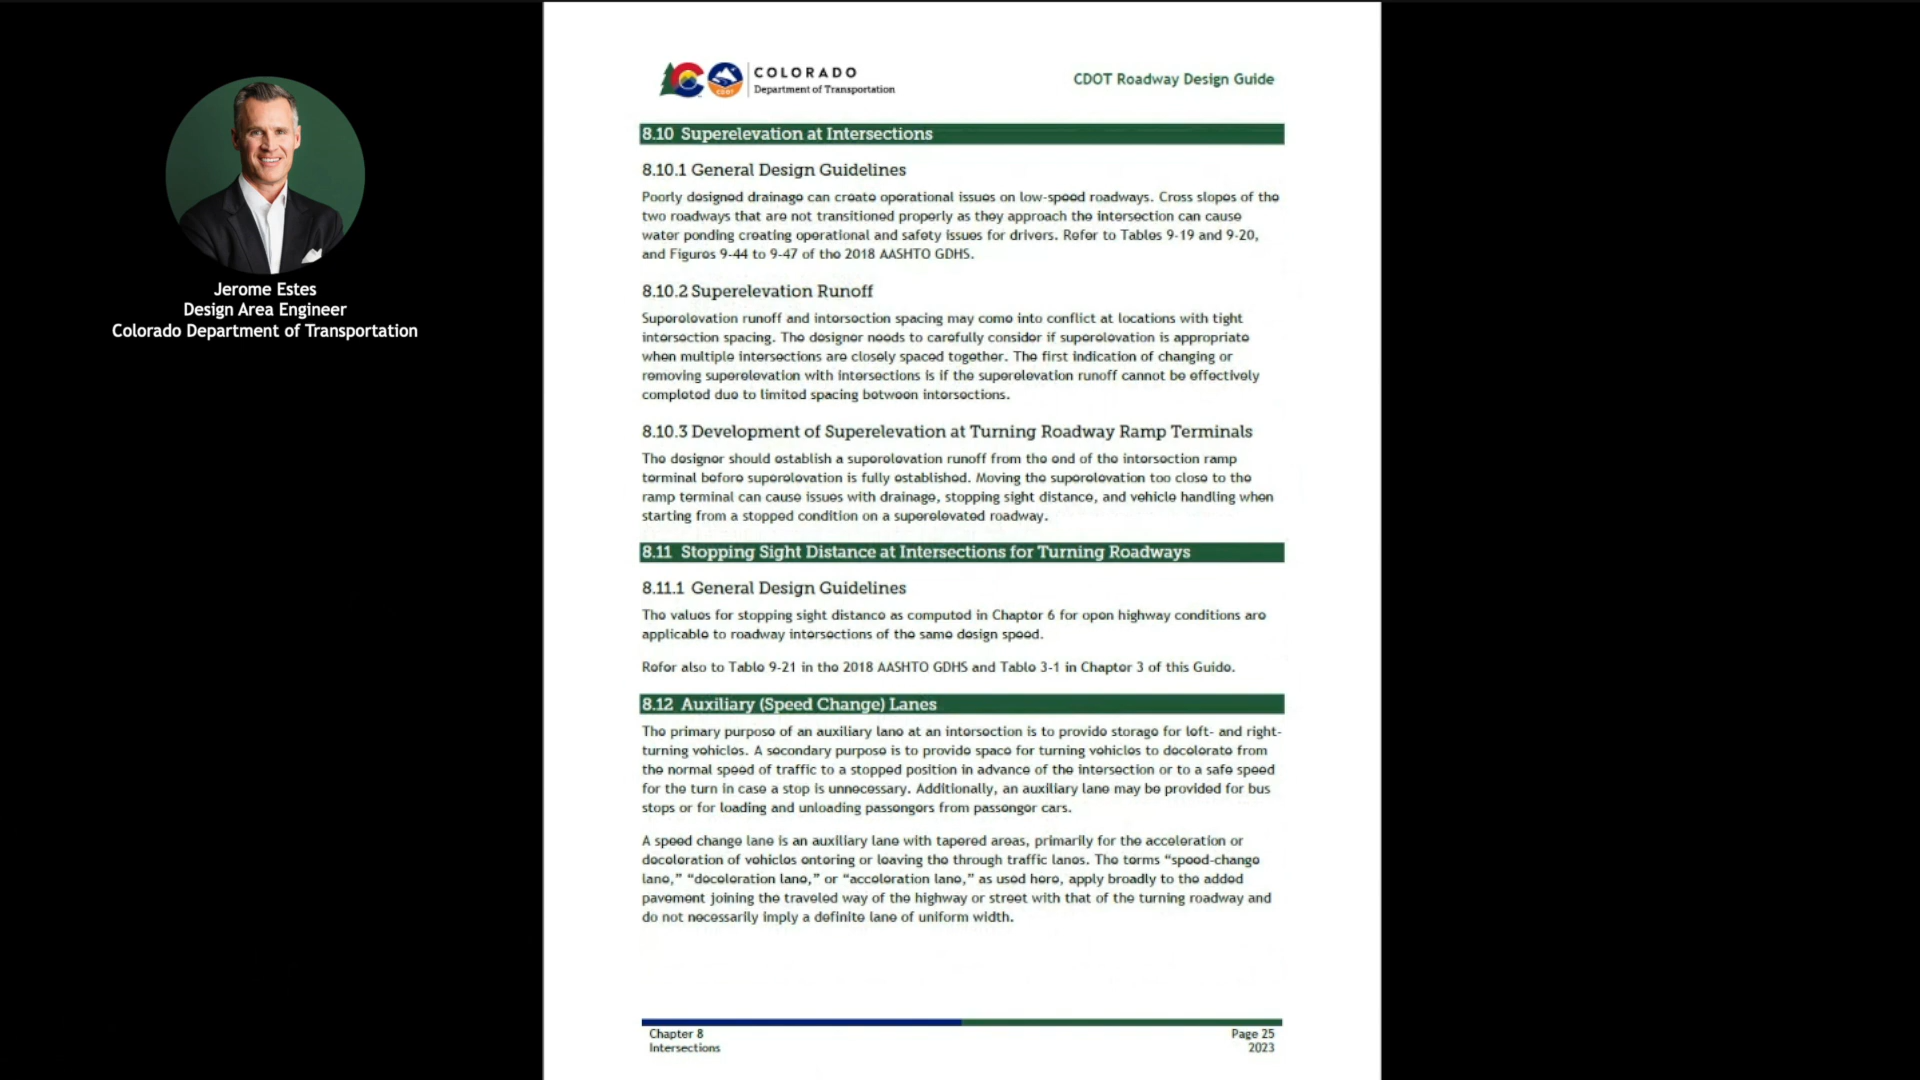 Jerome Estes
Design Area Engineer
Colorado Department of Transportation
CDOT
COLORADO
Department of Transportation
CDOT Roadway Design Guide
8.10 Superelevation at Intersections
8.10.1 General Design Guidelines
Poorly designed drainage can create operational issues on low-speed roadways. Cross slopes of the
two roadways that are not transitioned properly as they approach the intersection can cause
water ponding creating operational and safety issues for drivers. Refer to Tables 9-19 and 9-20,
and Figures 9-44 to 9-47 of the 2018 AASHTO GDHS.
8.10.2 Superelevation Runoff
Superelevation runoff and intersection spacing may come into conflict at locations with tight
intersection spacing. The designer needs to carefully consider if superelevation is appropriate
when multiple intersections are closely spaced together. The first indication of changing or
removing superelevation with intersections is if the superelevation runoff cannot be effectively
completed due to limited spacing between intersections.
8.10.3 Development of Superelevation at Turning Roadway Ramp Terminals
The designer should establish a superelevation runoff from the end of the intersection ramp
terminal before superelevation is fully established. Moving the superelevation too close to the
ramp terminal can cause issues with drainage, stopping sight distance, and vehicle handling when
starting from a stopped condition on a superelevated roadway.
8.11 Stopping Sight Distance at Intersections for Turning Roadways
8.11.1 General Design Guidelines
The values for stopping sight distance as computed in Chapter 6 for open highway conditions are
applicable to roadway intersections of the same design speed.
Refer also to Table 9-21 in the 2018 AASHTO GDHS and Table 3-1 in Chapter 3 of this Guide.
8.12 Auxiliary (Speed Change) Lanes
The primary purpose of an auxiliary lane at an intersection is to provide storage for left- and right-
turning vehicles. A secondary purpose is to provide space for turning vehicles to decelerate from
the normal speed of traffic to a stopped position in advance of the intersection or to a safe speed
for the turn in case a stop is unnecessary. Additionally, an auxiliary lane may be provided for bus
stops or for loading and unloading passengers from passenger cars.
A speed change lane is an auxiliary lane with tapered areas, primarily for the acceleration or
deceleration of vehicles entering or leaving the through traffic lanes. The terms “speed-change
lane,” “deceleration lane,” or “acceleration lane,” as used here, apply broadly to the added
pavement joining the traveled way of the highway or street with that of the turning roadway and
do not necessarily imply a definite lane of uniform width.
Chapter 8
Intersections
Page 25
2023